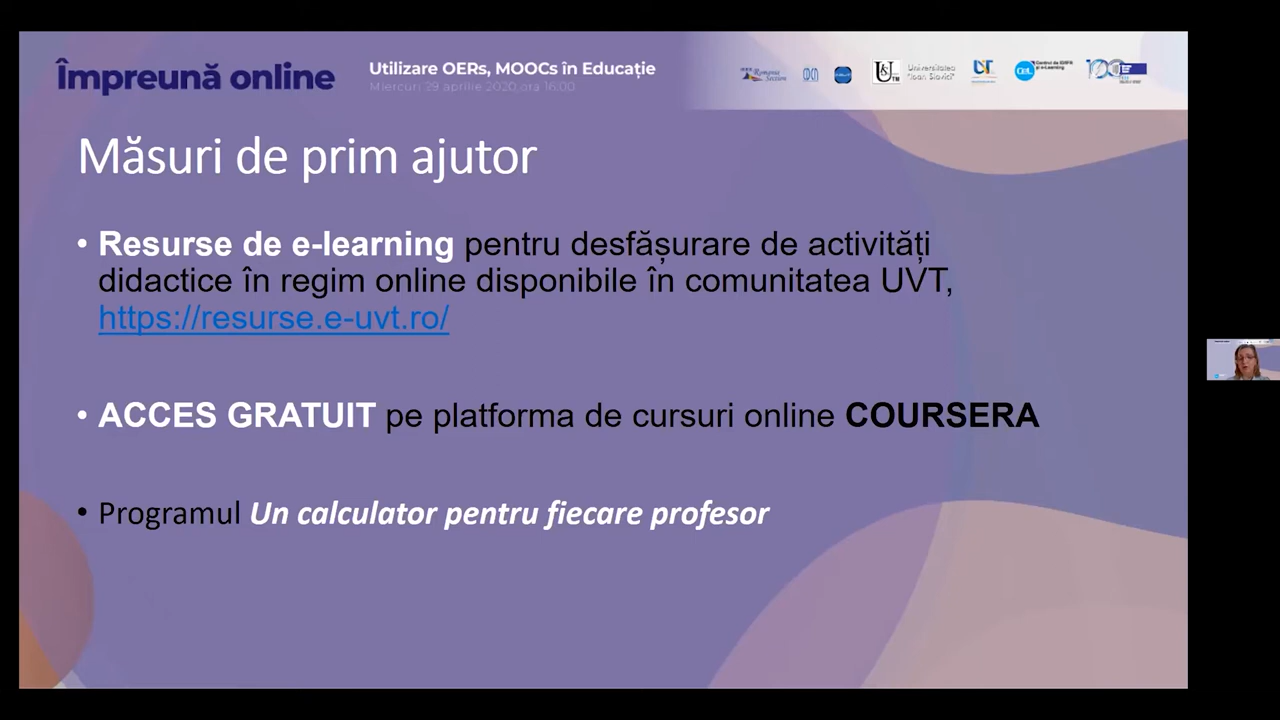 Împreună online
Utilizare OERs, MOOCs în Educație
Miercuri 29 aprilie 2020, ora 16:00
România Section
Universitatea
"Ioan Slavici"
Măsuri de prim ajutor
• Resurse de e-learning pentru desfășurare de activități
didactice în regim online disponibile în comunitatea UVT,
https://resurse.e-uvt.ro/
• ACCES GRATUIT pe platforma de cursuri online COURSERA
• Programul Un calculator pentru fiecare profesor